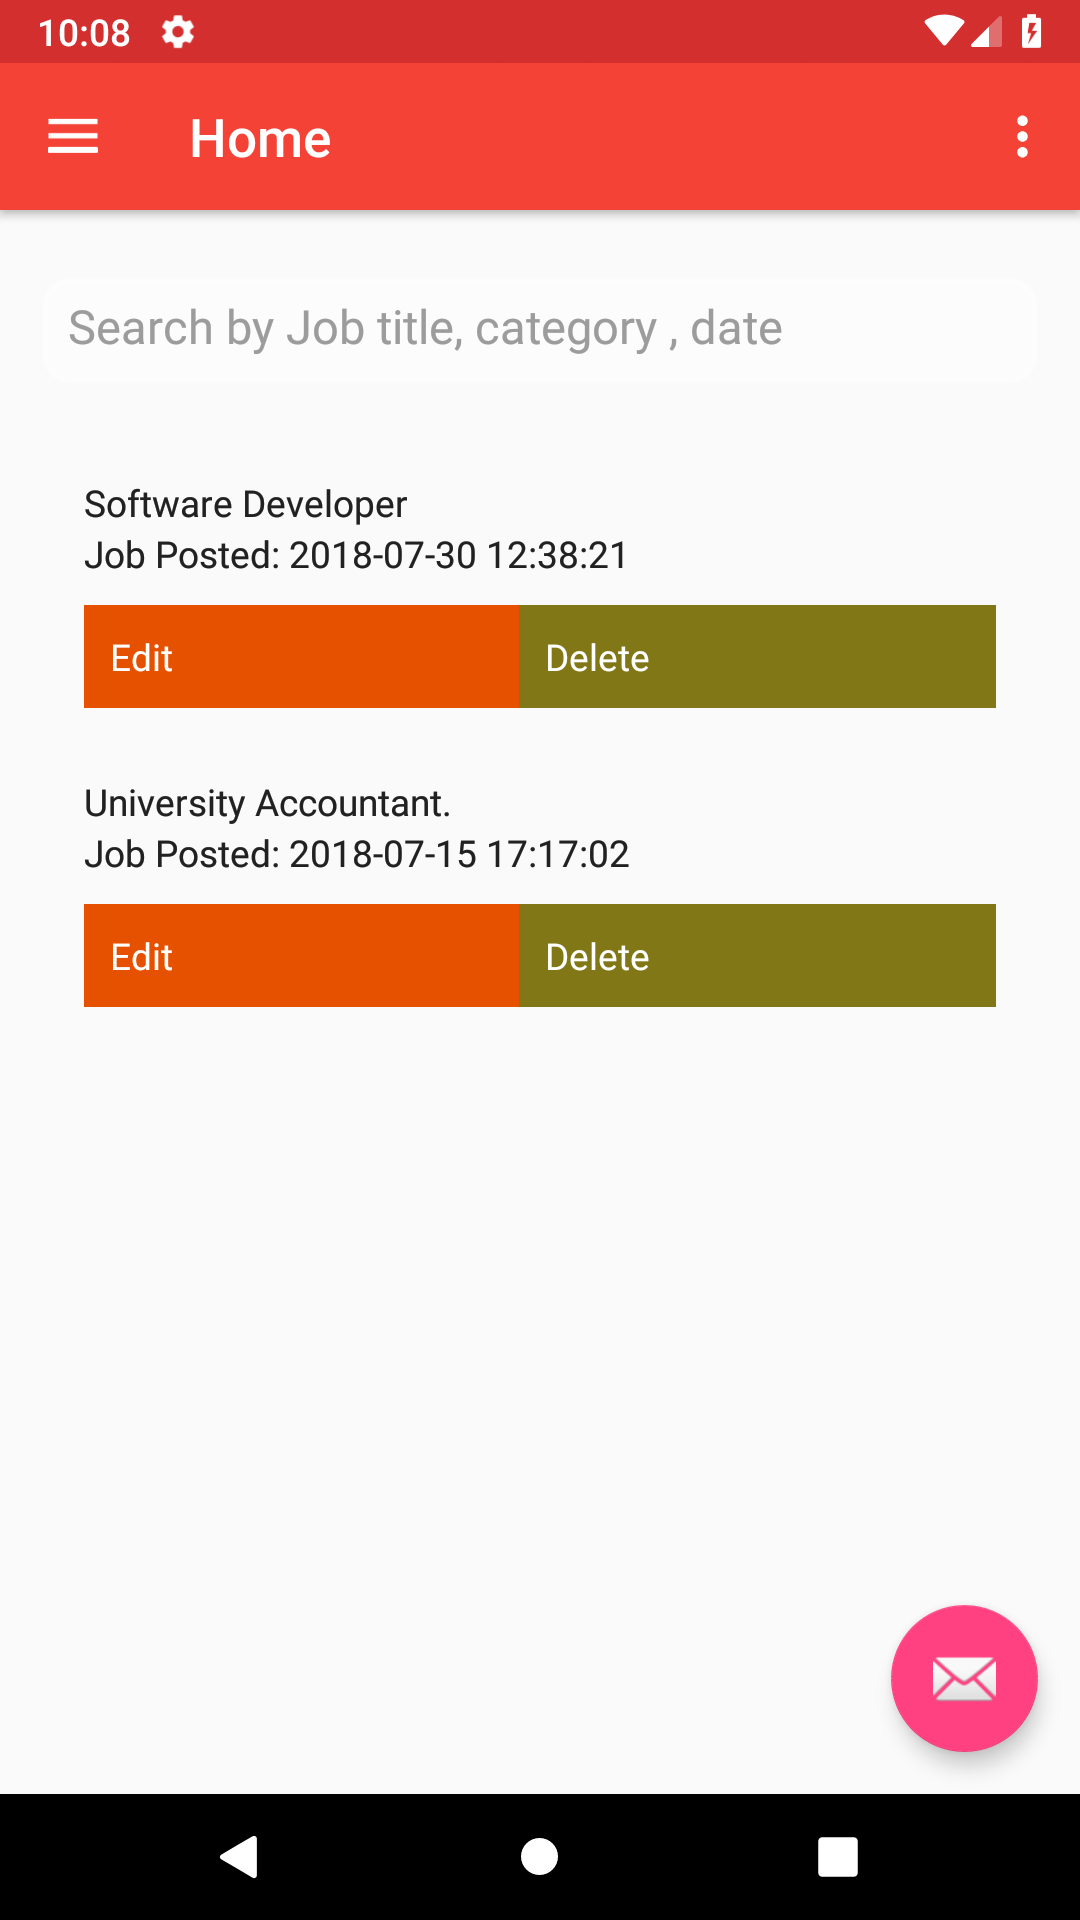 10:08
Home
Search by Job title, category , date
Software Developer
Job Posted: 2018-07-30 12:38:21
Edit Delete
University Accountant.
Job Posted: 2018-07-15 17:17:02
Edit Delete